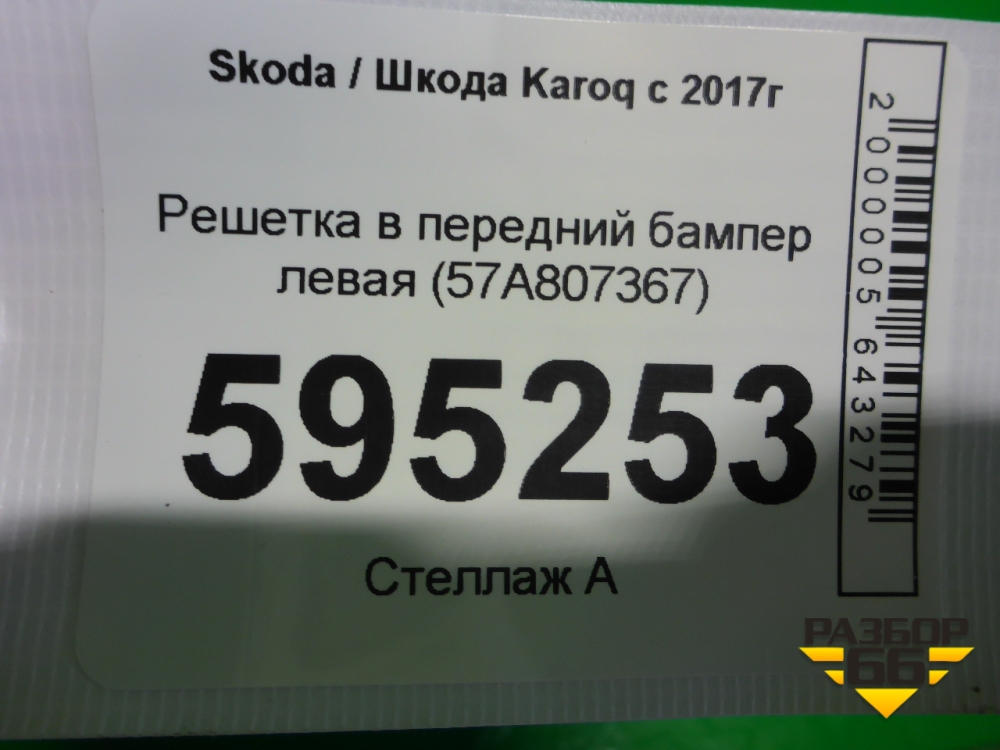 Skoda / Шкода Karoq с 2017г
Решетка в передний бампер
левая (57A807367)
595253
Стеллаж А
2000005643279
РАЗБОР
66